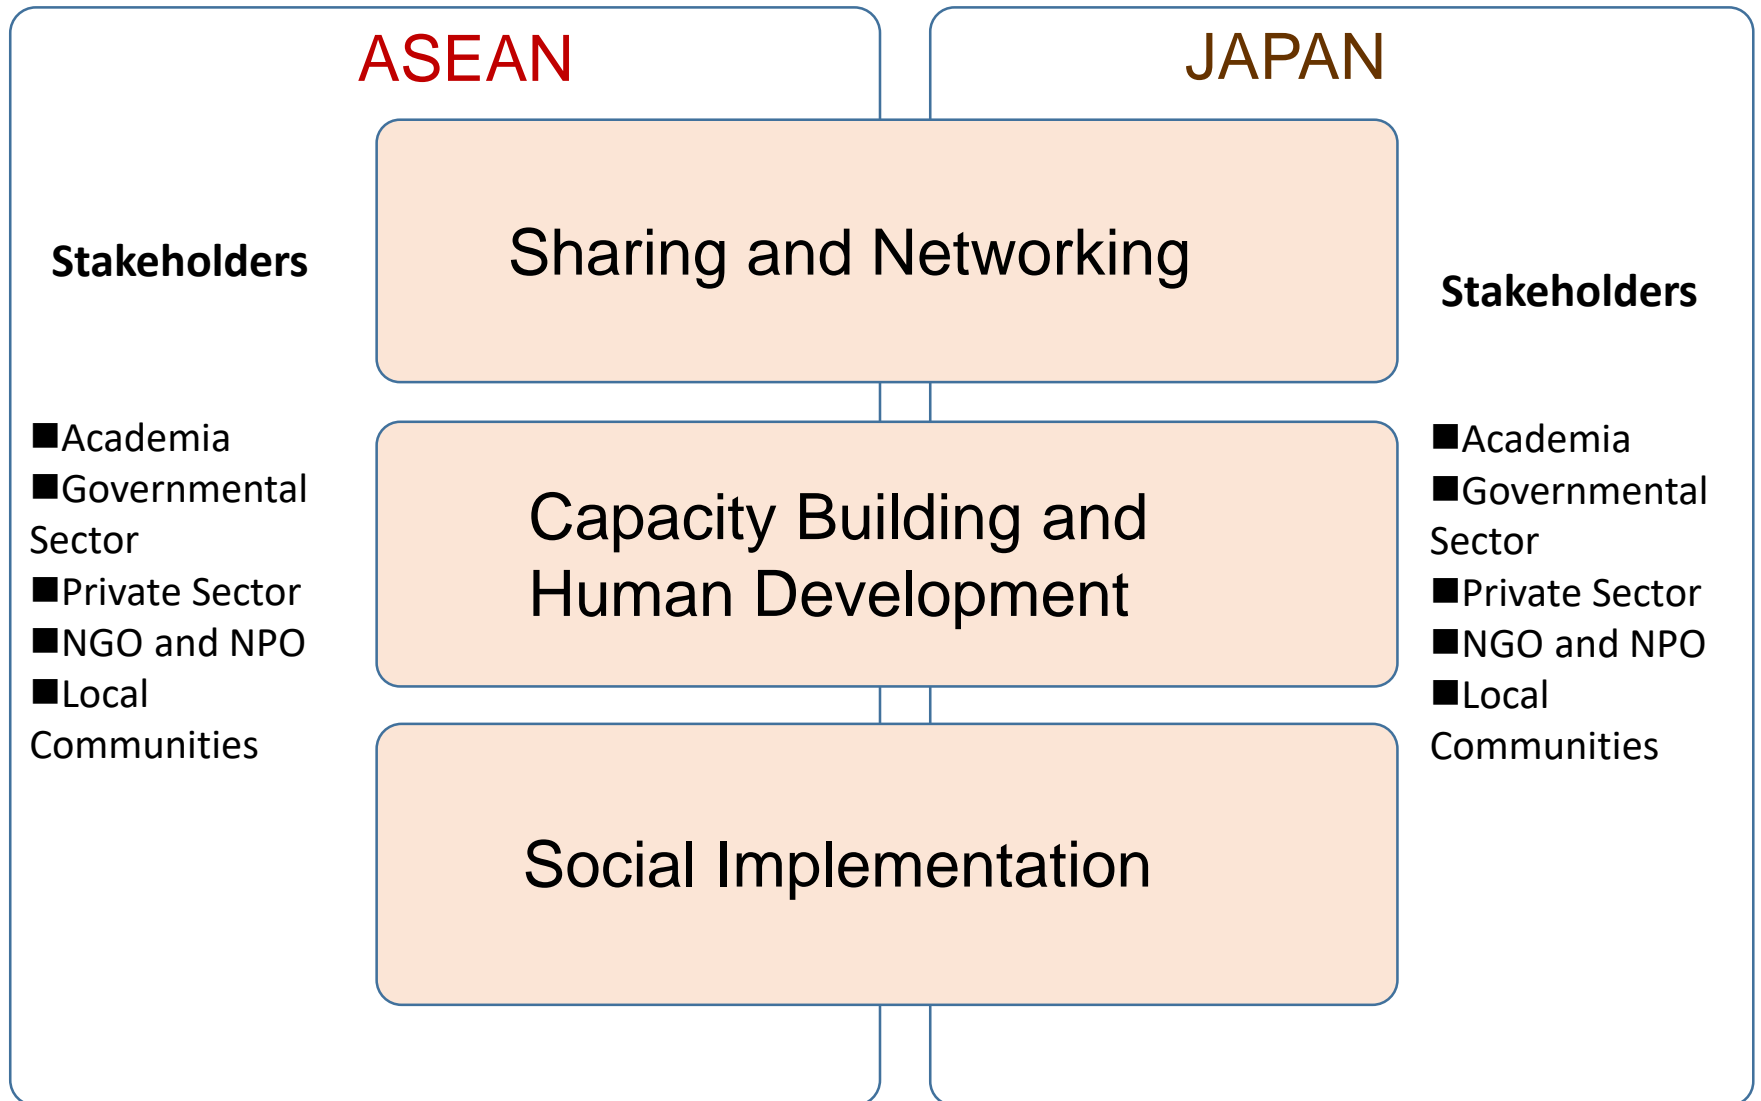 ASEAN
JAPAN
Stakeholders
■Academia
■Governmental
Sector
■Private Sector
■NGO and NPO
■Local
Communities
Sharing and Networking
Capacity Building and
Human Development
Social Implementation
Stakeholders
■Academia
■Governmental
Sector
■Private Sector
■NGO and NPO
■Local
Communities